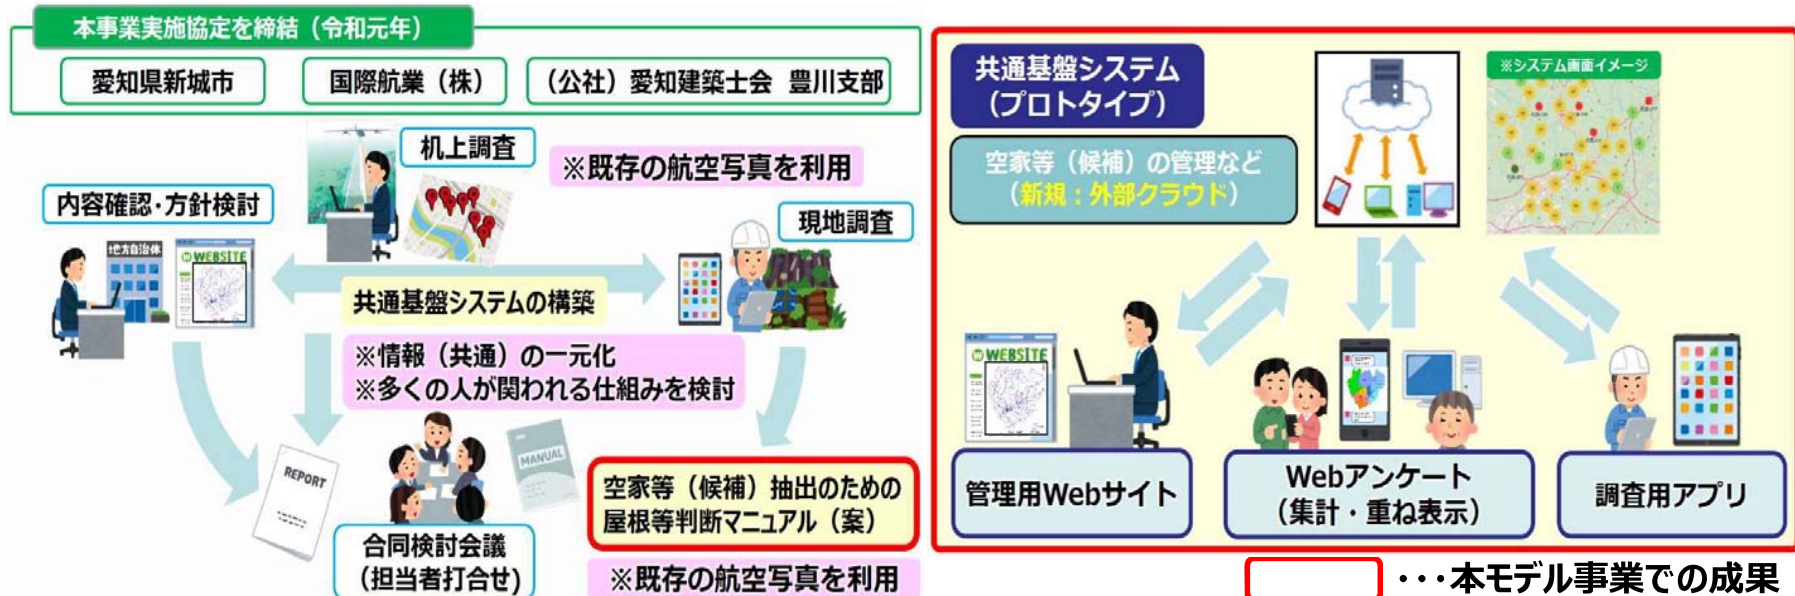 本事業実施協定を締結（令和元年）
愛知県新城市
国際航業（株）
（公社）愛知建築士会 豊川支部
机上調査
※既存の航空写真を利用
内容確認・方針検討
地方自治体
WEBSITE
現地調査
共通基盤システムの構築
※情報（共通）の一元化
※多くの人が関われる仕組みを検討
REPORT
MANUAL
合同検討会議
（担当者打合せ）
空家等（候補）抽出のための
屋根等判断マニュアル（案）
※既存の航空写真を利用
共通基盤システム
（プロトタイプ）
空家等（候補）の管理など
（新規：外部クラウド）
※システム画面イメージ
WEBSITE
管理用Webサイト
Webアンケート
（集計・重ね表示）
調査用アプリ
・・・本モデル事業での成果